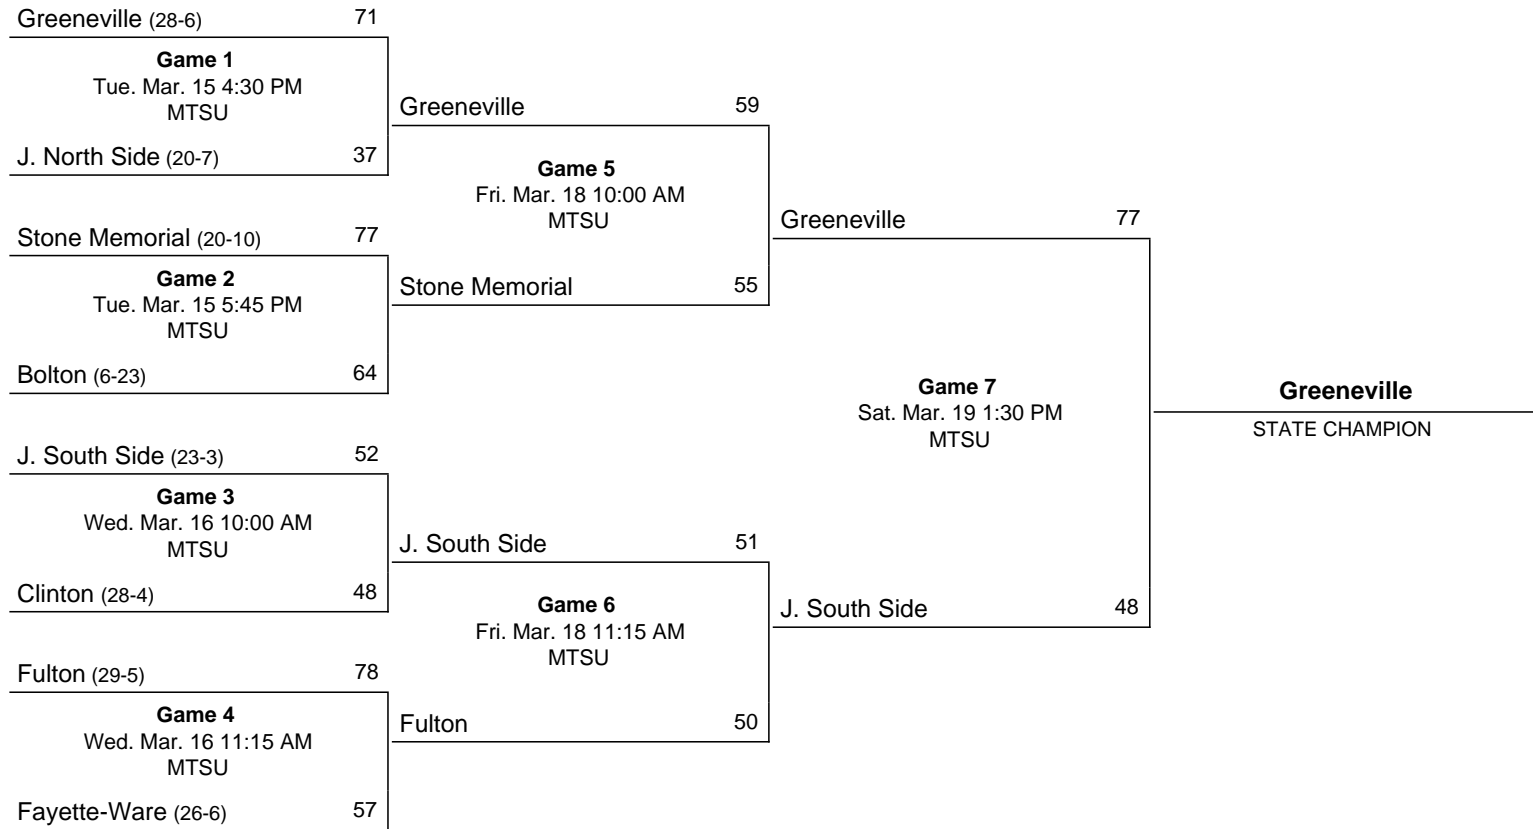 Greeneville (28-6) 71
Game 1
Tue. Mar. 15 4:30 PM
MTSU
J. North Side (20-7) 37
Stone Memorial (20-10) 77
Game 2
Tue. Mar. 15 5:45 PM
MTSU
Bolton (6-23) 64
J. South Side (23-3) 52
Game 3
Wed. Mar. 16 10:00 AM
MTSU
Clinton (28-4) 48
Fulton (29-5) 78
Game 4
Wed. Mar. 16 11:15 AM
MTSU
Fayette-Ware (26-6) 57
Greeneville 59
Game 5
Fri. Mar. 18 10:00 AM
MTSU
Stone Memorial 55
J. South Side 51
Game 6
Fri. Mar. 18 11:15 AM
MTSU
Fulton 50
Greeneville 77
Game 7
Sat. Mar. 19 1:30 PM
MTSU
J. South Side 48
Greeneville
STATE CHAMPION